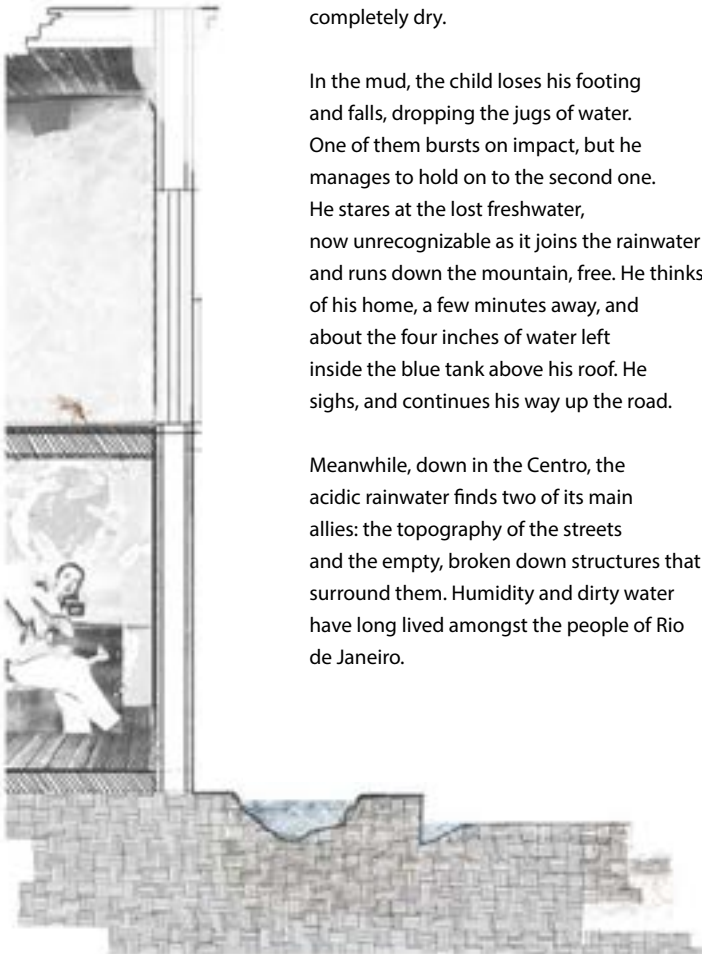 completely dry.
In the mud, the child loses his footing
and falls, dropping the jugs of water.
One of them bursts on impact, but he
manages to hold on to the second one.
He stares at the lost freshwater,
now unrecognizable as it joins the rainwater
and runs down the mountain, free. He thinks
of his home, a few minutes away, and
about the four inches of water left
inside the blue tank above his roof. He
sighs, and continues his way up the road.
Meanwhile, down in the Centro, the
acidic rainwater finds two of its main
allies: the topography of the streets
and the empty, broken down structures that
surround them. Humidity and dirty water
have long lived amongst the people of Rio
de Janeiro.